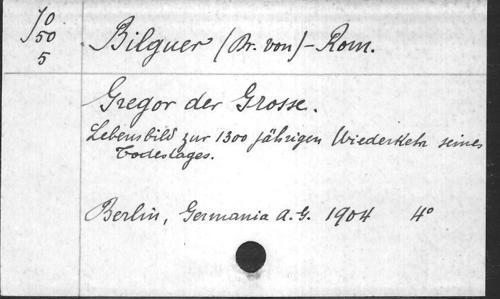 Jo
50
5
Bilguer (Dr. von) - Rom.
Gregor der Grosse.
Lebensbild zur 1300 jährigen Wiederkehr seines
Todestages.
Berlin, Germania A.G. 1904 4°